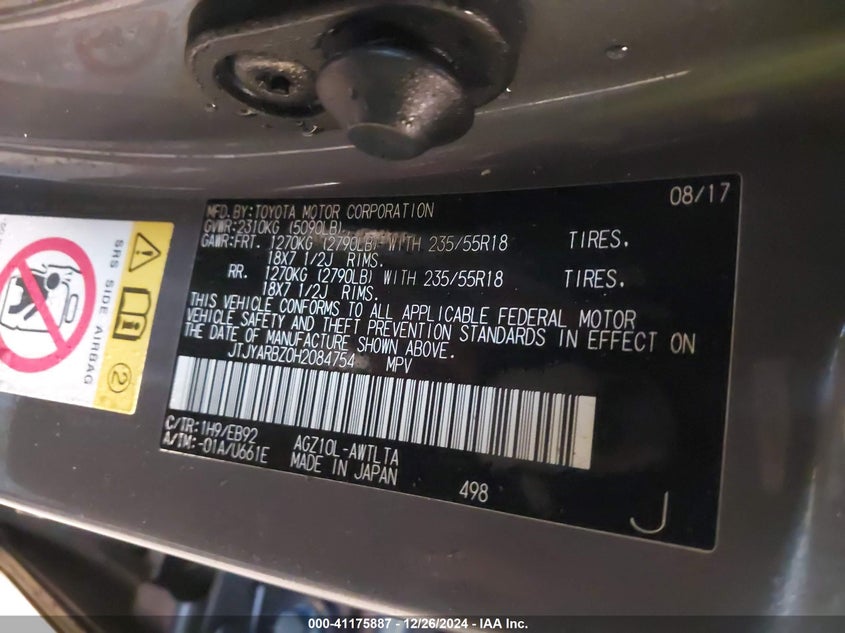 08/17
MFD. BY: TOYOTA MOTOR CORPORATION
GVWR: 2310KG (5090LB)
GAWR: FRT. 1270KG (2790LB) WITH 235/55R18 TIRES.
18X7 1/2J RIMS.
RR. 1270KG (2790LB) WITH 235/55R18 TIRES.
18X7 1/2J RIMS.
THIS VEHICLE CONFORMS TO ALL APPLICABLE FEDERAL MOTOR
VEHICLE SAFETY AND THEFT PREVENTION STANDARDS IN EFFECT ON
THE DATE OF MANUFACTURE SHOWN ABOVE.
JTJYARBZ0H2084754 MPV
C/TR: 1H9/EB92
A/TM: -01A/U661E
AGZ10L-AWTLTA
MADE IN JAPAN
498
J
SRS SIDE AIRBAG
2
000-41175887 - 12/26/2024 - IAA Inc.